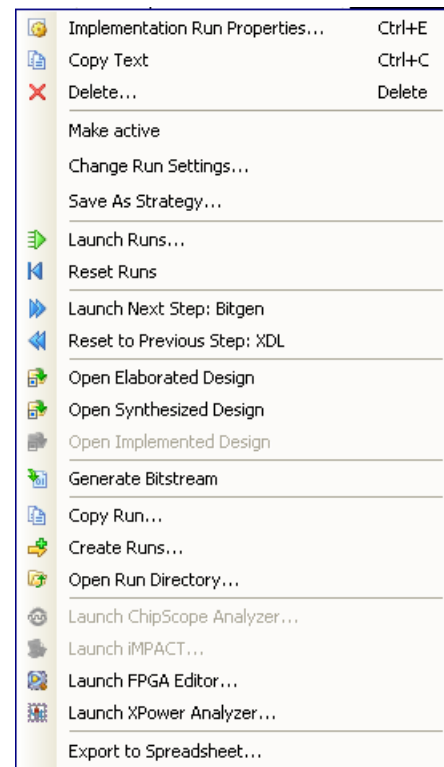 Implementation Run Properties... Ctrl+E
Copy Text Ctrl+C
Delete... Delete
Make active
Change Run Settings...
Save As Strategy...
Launch Runs...
Reset Runs
Launch Next Step: Bitgen
Reset to Previous Step: XDL
Open Elaborated Design
Open Synthesized Design
Open Implemented Design
Generate Bitstream
Copy Run...
Create Runs...
Open Run Directory...
Launch ChipScope Analyzer...
Launch iMPACT...
Launch FPGA Editor...
Launch XPower Analyzer...
Export to Spreadsheet...